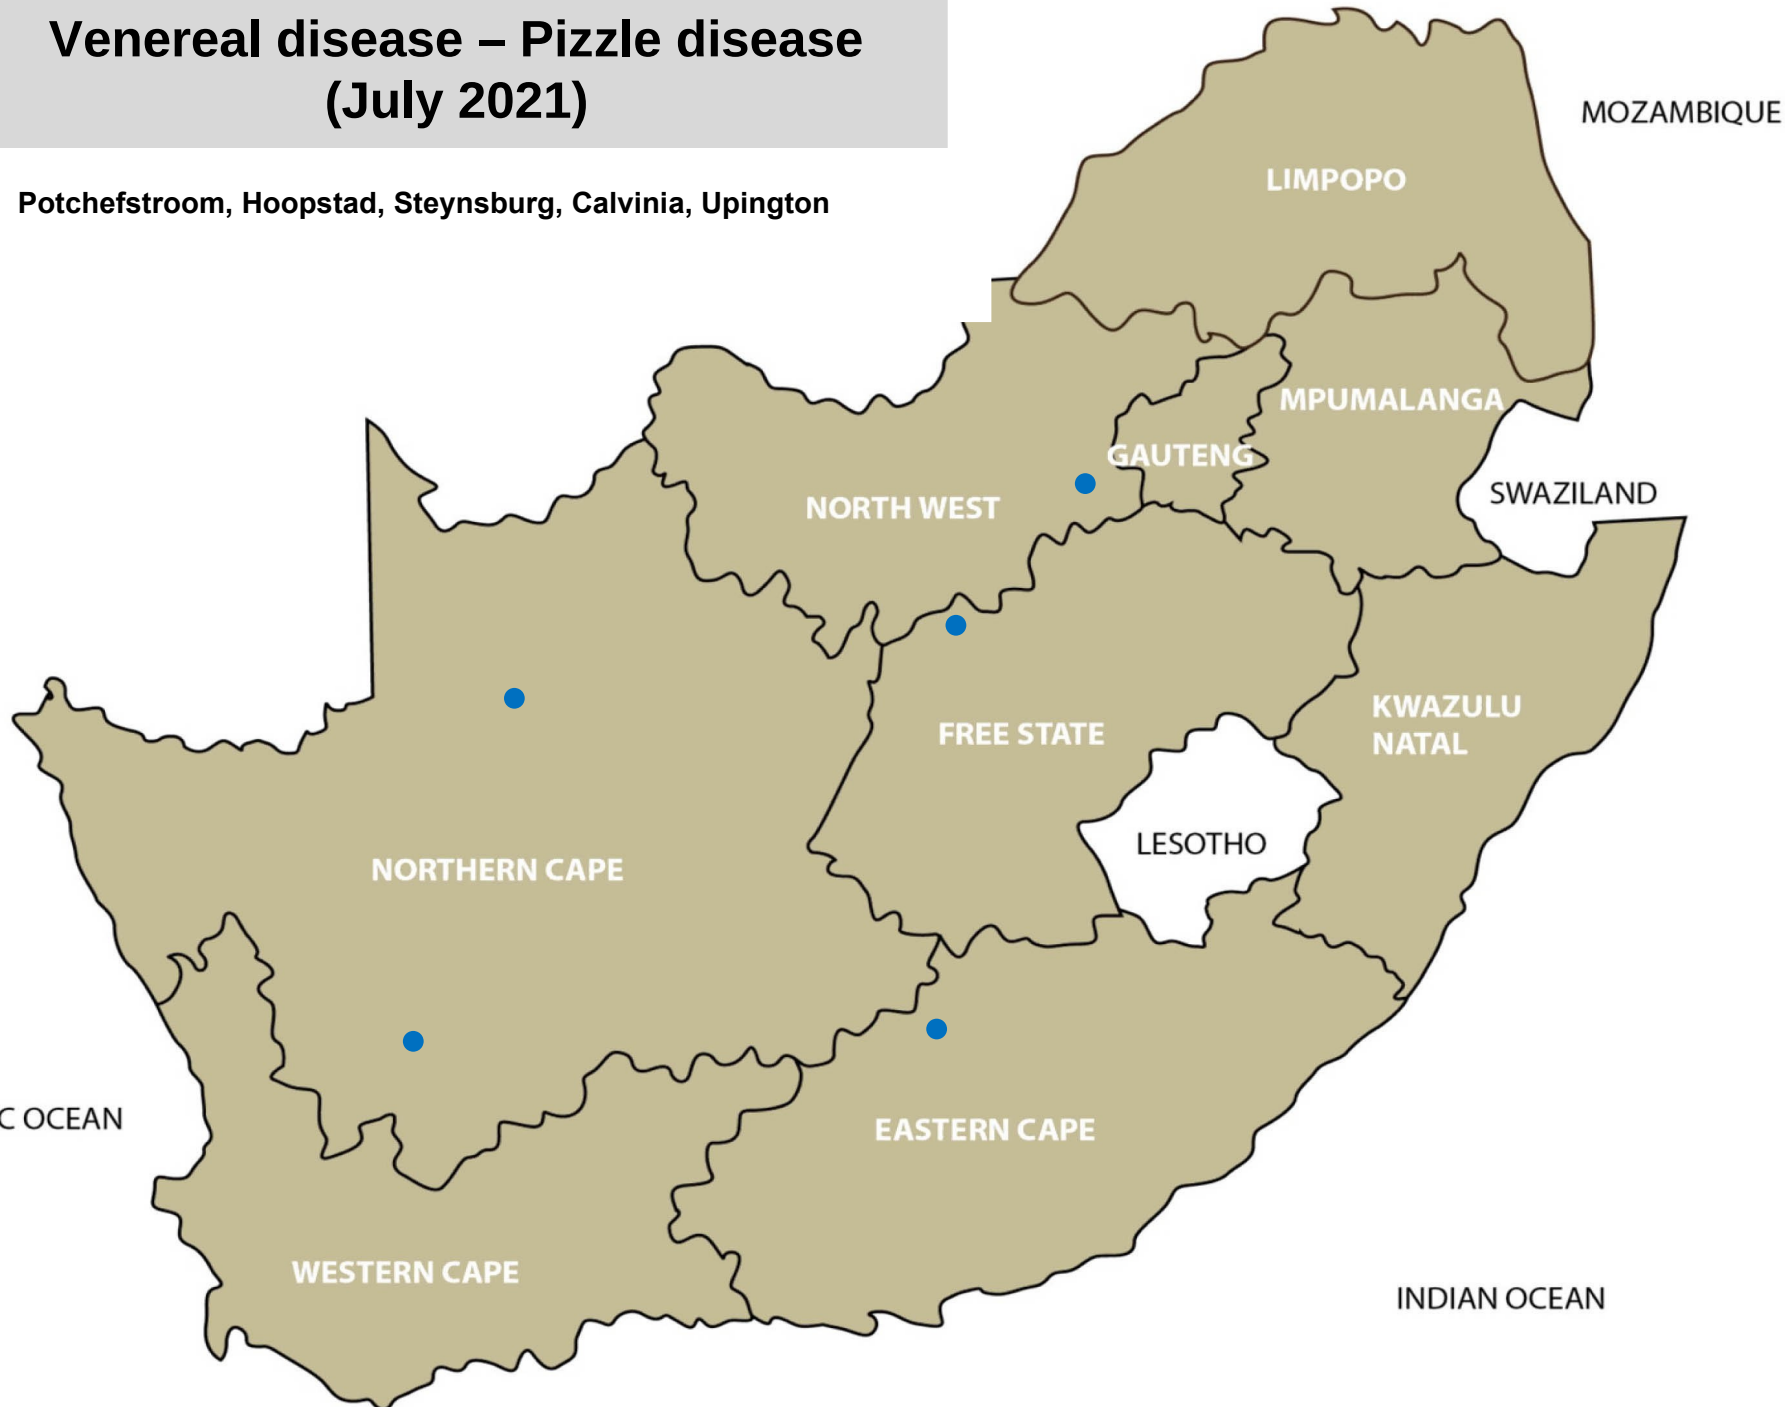 Venereal disease – Pizzle disease
(July 2021)
MOZAMBIQUE
LIMPOPO
Potchefstroom, Hoopstad, Steynsburg, Calvinia, Upington
MPUMALANGA
GAUTENG
SWAZILAND
NORTH WEST
KWAZULU
NATAL
FREE STATE
LESOTHO
NORTHERN CAPE
C OCEAN
EASTERN CAPE
WESTERN CAPE
INDIAN OCEAN